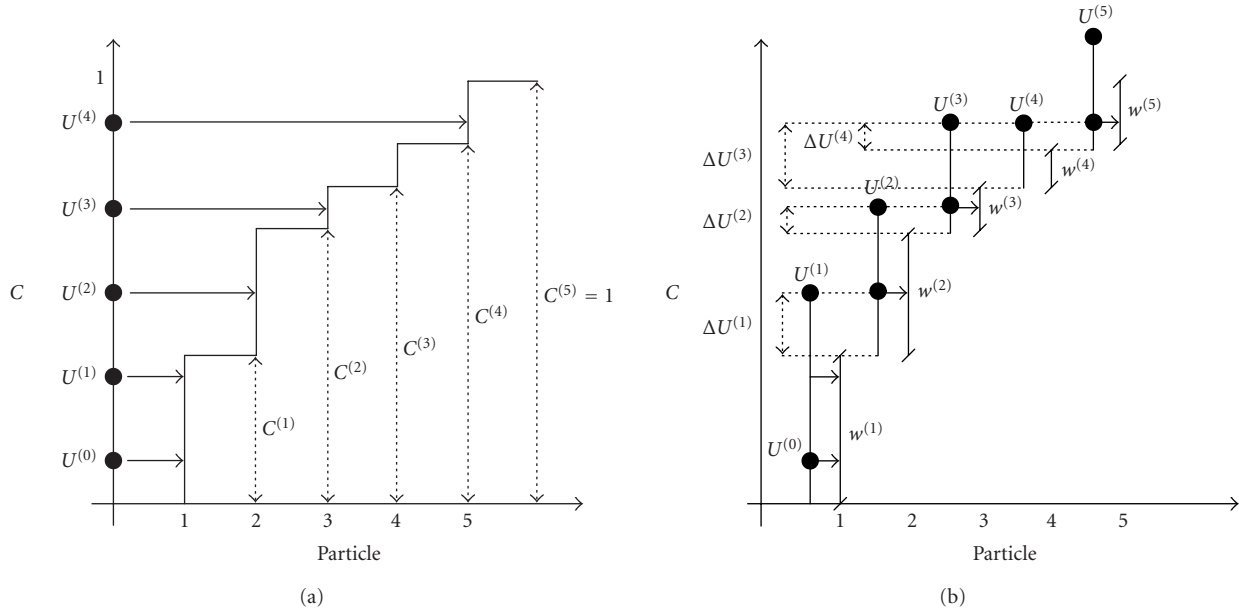 1
U^(4)
U^(3)
C
U^(2)
U^(1)
U^(0)
C^(1)
C^(2)
C^(3)
C^(4)
C^(5) = 1
1 2 3 4 5
Particle
(a)
U^(5)
U^(3) U^(4)
w^(5)
ΔU^(4)
ΔU^(3)
w^(4)
U^(2)
ΔU^(2)
w^(3)
U^(1)
C
w^(2)
ΔU^(1)
U^(0)
w^(1)
1 2 3 4 5
Particle
(b)